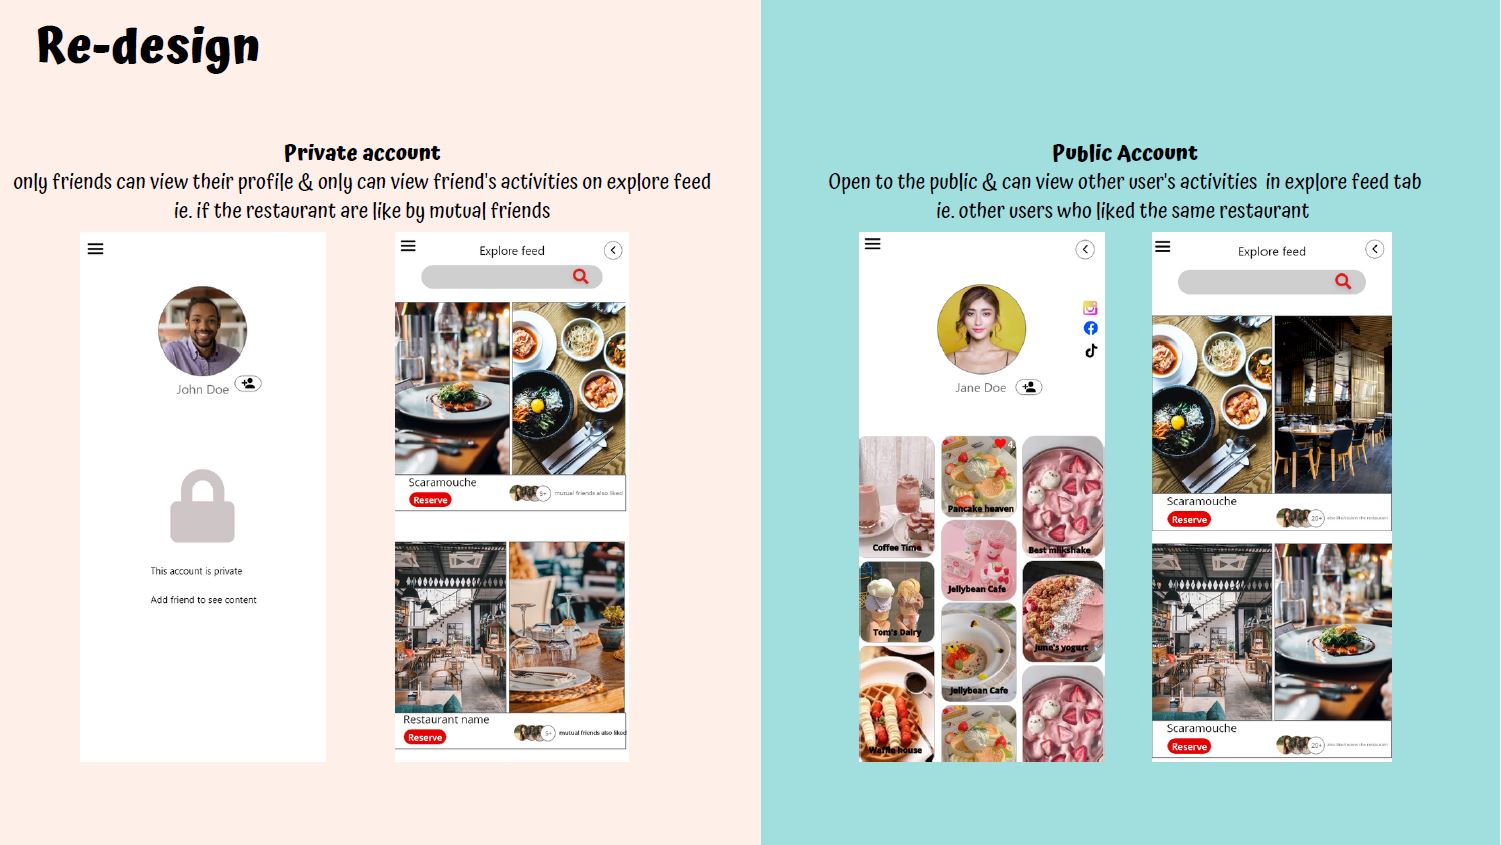 Re-design
Private account
only friends can view their profile & only can view friend's activities on explore feed
ie. if the restaurant are like by mutual friends
John Doe
This account is private
Add friend to see content
Explore feed
Scaramouche
Reserve
5+
mutual friends also liked
Restaurant name
Reserve
5+
mutual friends also liked
Public Account
Open to the public & can view other user's activities in explore feed tab
ie. other users who liked the same restaurant
Jane Doe
4.
Pancake heaven
Coffee Time
Best milkshake
Jellybean Cafe
Tom's Dairy
June's yogurt
Jellybean Cafe
Waffle house
Explore feed
Scaramouche
Reserve
20+
Scaramouche
Reserve
20+